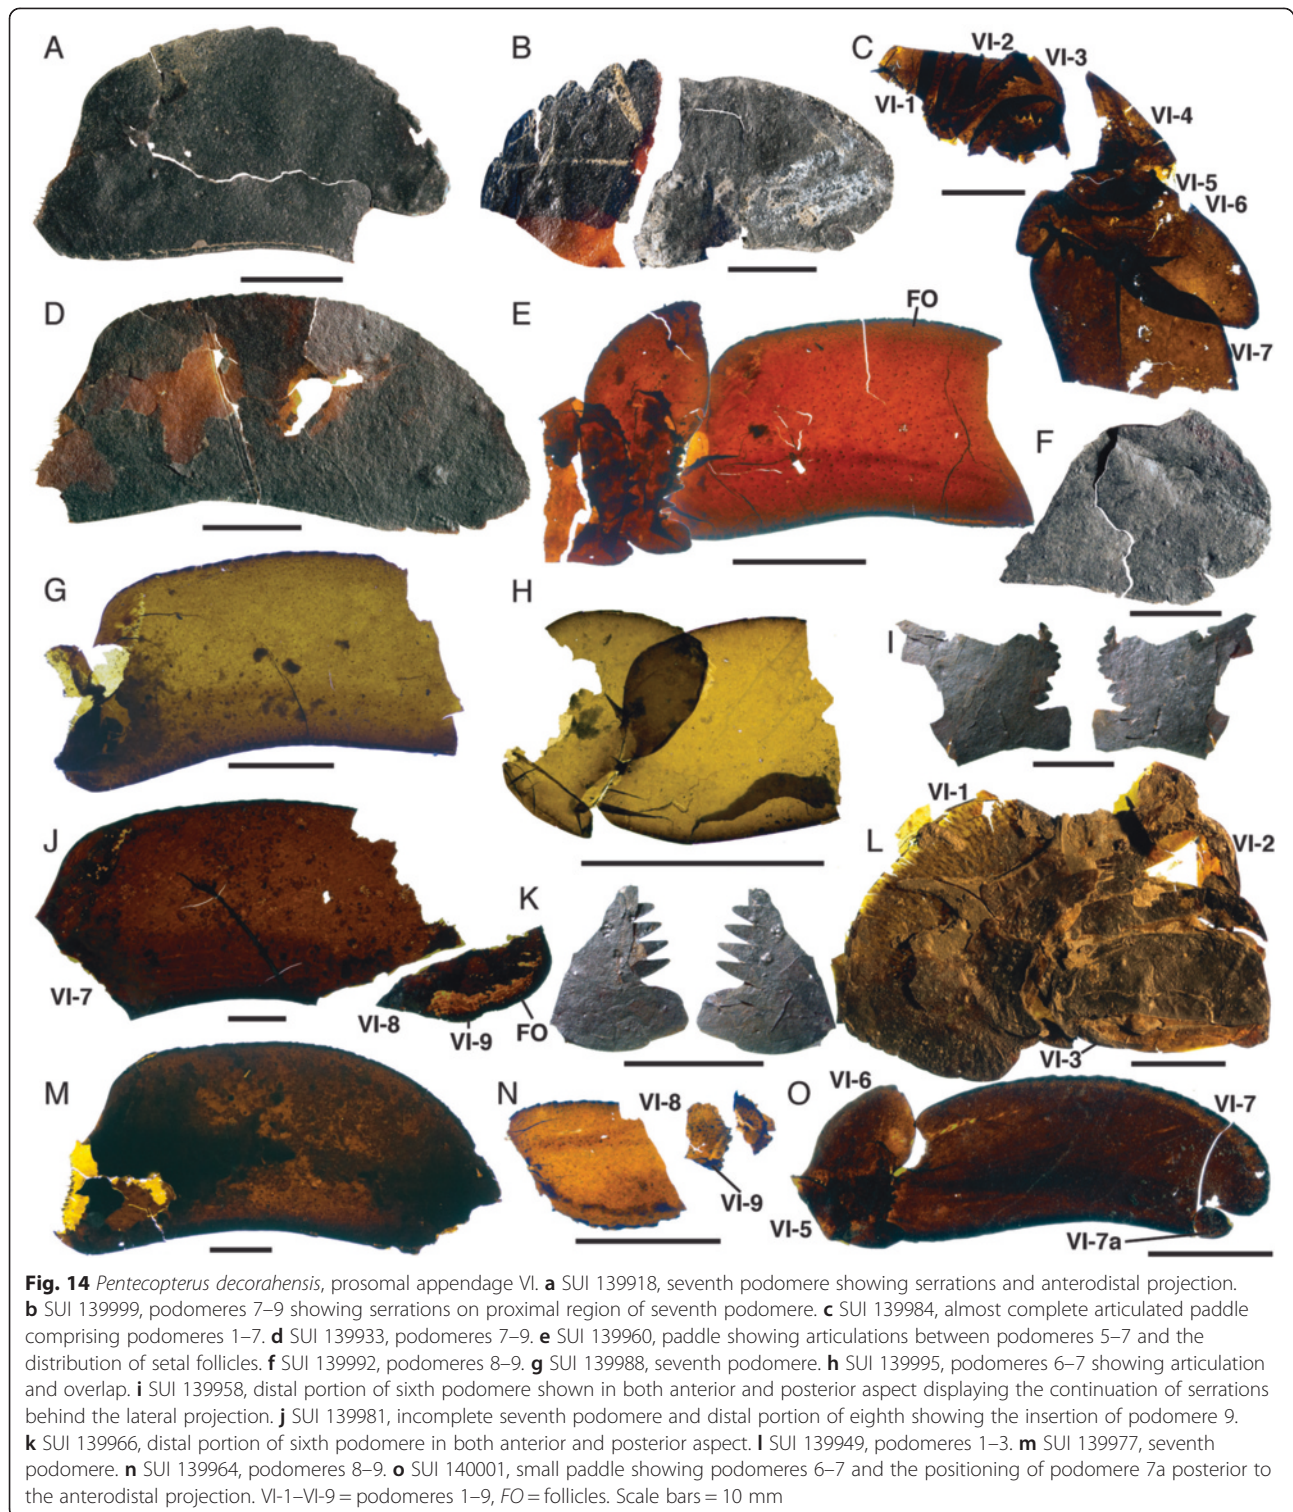 A
B
C
VI-2
VI-3
VI-1
VI-4
VI-5
VI-6
VI-7
D
E
FO
F
G
H
I
J
VI-7
K
VI-8
VI-9
FO
L
VI-1
VI-2
VI-3
M
N
VI-8
VI-9
O
VI-6
VI-7
VI-5
VI-7a
Fig. 14 Pentecopterus decorahensis, prosomal appendage VI. a SUI 139918, seventh podomere showing serrations and anterodistal projection.
b SUI 139999, podomeres 7–9 showing serrations on proximal region of seventh podomere. c SUI 139984, almost complete articulated paddle
comprising podomeres 1–7. d SUI 139933, podomeres 7–9. e SUI 139960, paddle showing articulations between podomeres 5–7 and the
distribution of setal follicles. f SUI 139992, podomeres 8–9. g SUI 139988, seventh podomere. h SUI 139995, podomeres 6–7 showing articulation
and overlap. i SUI 139958, distal portion of sixth podomere shown in both anterior and posterior aspect displaying the continuation of serrations
behind the lateral projection. j SUI 139981, incomplete seventh podomere and distal portion of eighth showing the insertion of podomere 9.
k SUI 139966, distal portion of sixth podomere in both anterior and posterior aspect. l SUI 139949, podomeres 1–3. m SUI 139977, seventh
podomere. n SUI 139964, podomeres 8–9. o SUI 140001, small paddle showing podomeres 6–7 and the positioning of podomere 7a posterior to
the anterodistal projection. VI-1–VI-9 = podomeres 1–9, FO = follicles. Scale bars = 10 mm